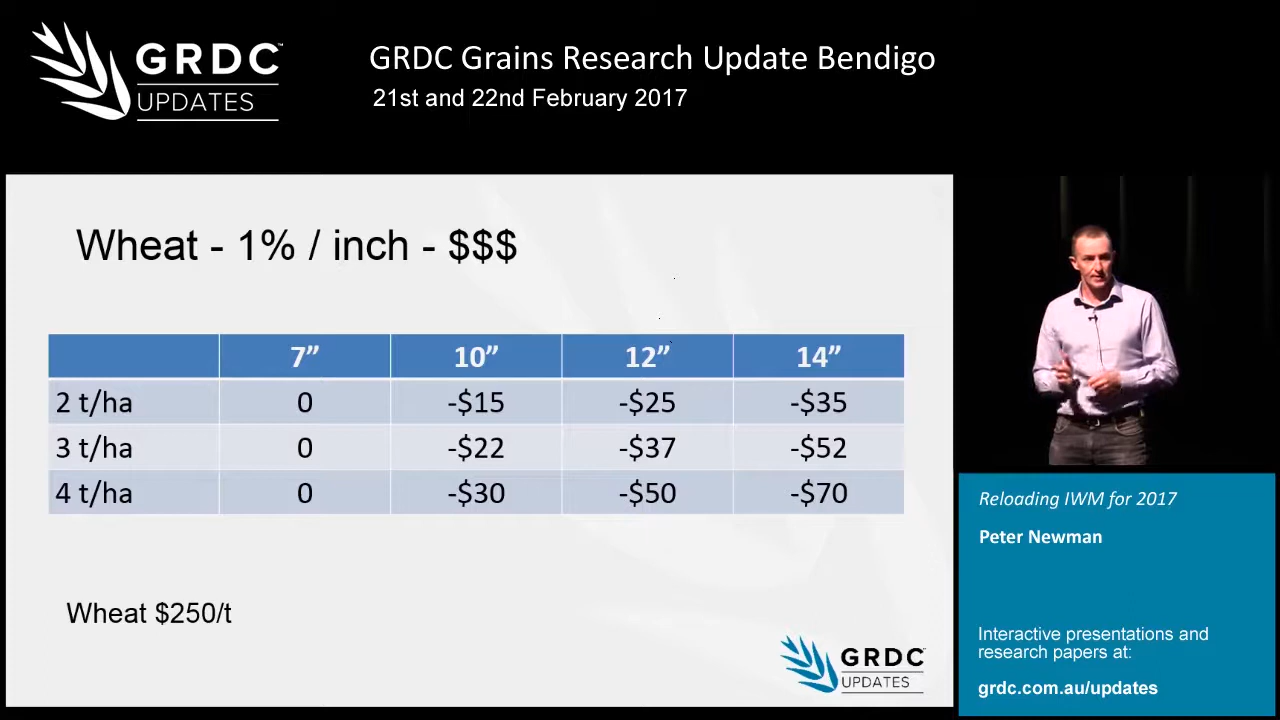 GRDC™
UPDATES
GRDC Grains Research Update Bendigo
21st and 22nd February 2017
Wheat - 1% / inch - $$$
7” 10” 12” 14”
2 t/ha 0 -$15 -$25 -$35
3 t/ha 0 -$22 -$37 -$52
4 t/ha 0 -$30 -$50 -$70
Wheat $250/t
GRDC™
UPDATES
Reloading IWM for 2017
Peter Newman
Interactive presentations and
research papers at:
grdc.com.au/updates